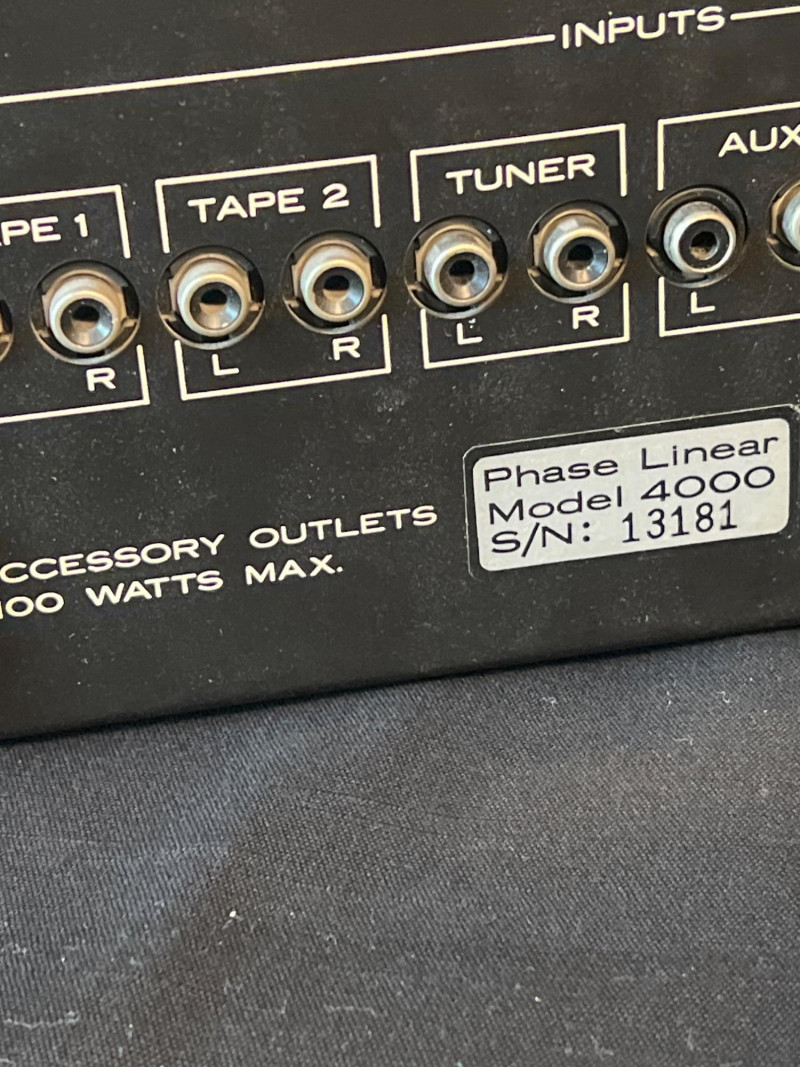 INPUTS
PE 1
TAPE 2
TUNER
AUX
R
L
R
L
R
L
Phase Linear
Model 4000
S/N: 13181
CCESSORY OUTLETS
100 WATTS MAX.